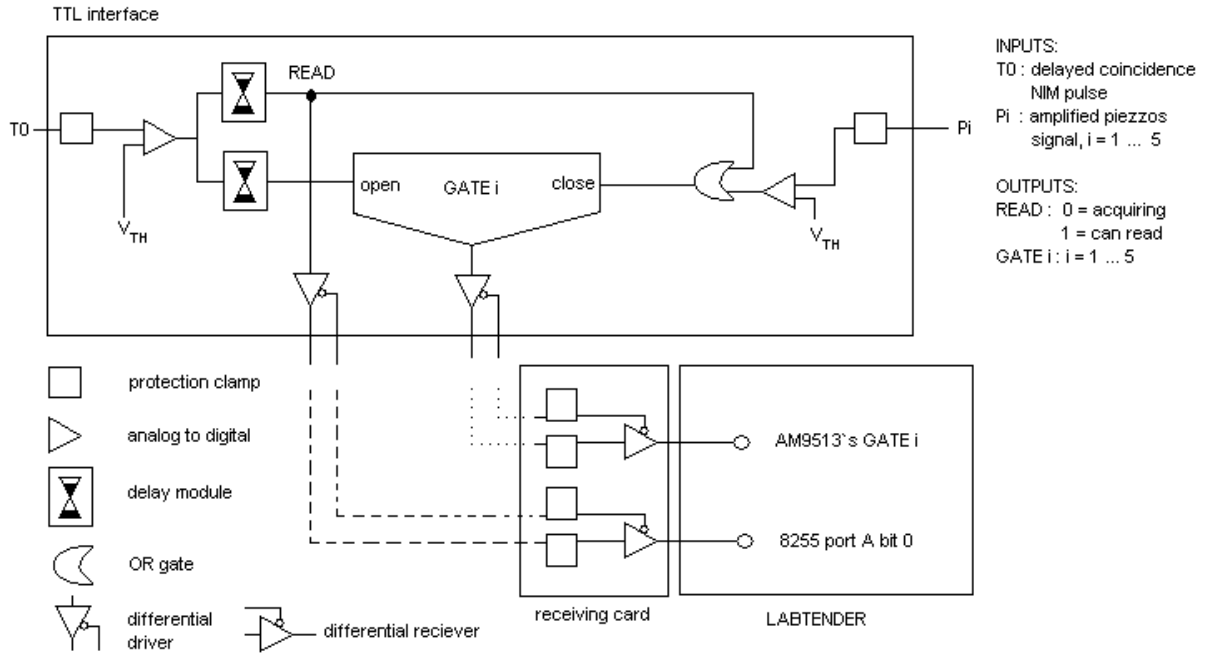 TTL interface
READ
T0
open
GATE i
close
Pi
VTH
VTH
INPUTS:
T0 : delayed coincidence
NIM pulse
Pi : amplified piezzos
signal, i = 1 ... 5
OUTPUTS:
READ : 0 = acquiring
1 = can read
GATE i : i = 1 ... 5
protection clamp
analog to digital
delay module
OR gate
differential
driver
differential reciever
AM9513`s GATE i
8255 port A bit 0
receiving card
LABTENDER